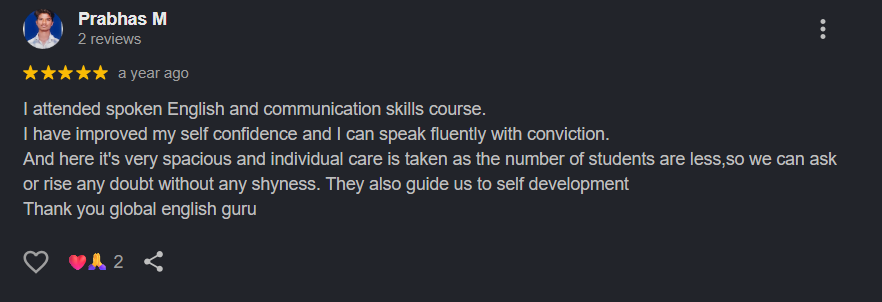 Prabhas M
2 reviews
a year ago
I attended spoken English and communication skills course.
I have improved my self confidence and I can speak fluently with conviction.
And here it's very spacious and individual care is taken as the number of students are less,so we can ask
or rise any doubt without any shyness. They also guide us to self development
Thank you global english guru
2